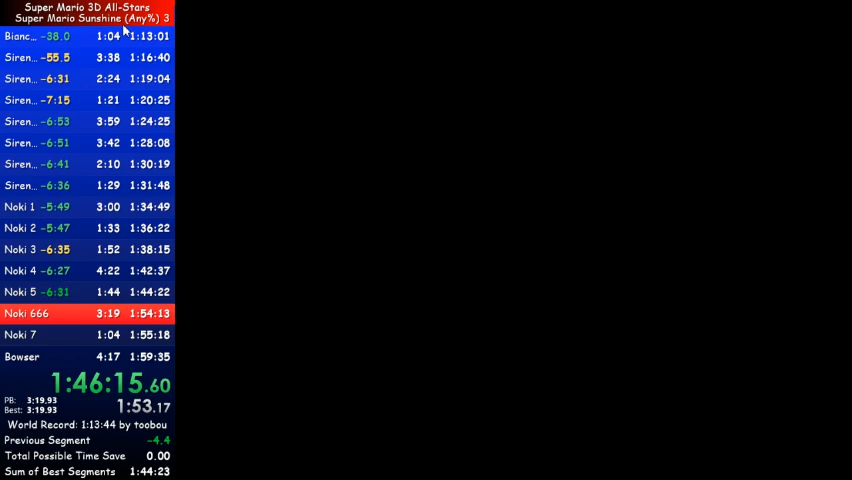 Super Mario 3D All-Stars
Super Mario Sunshine (Any%) 3
Bianc... -38.0 1:04 1:13:01
Siren... -55.5 3:38 1:16:40
Siren... -6:31 2:24 1:19:04
Siren... -7:15 1:21 1:20:25
Siren... -6:53 3:59 1:24:25
Siren... -6:51 3:42 1:28:08
Siren... -6:41 2:10 1:30:19
Siren... -6:36 1:29 1:31:48
Noki 1 -5:49 3:00 1:34:49
Noki 2 -5:47 1:33 1:36:22
Noki 3 -6:35 1:52 1:38:15
Noki 4 -6:27 4:22 1:42:37
Noki 5 -6:31 1:44 1:44:22
Noki 666 3:19 1:54:13
Noki 7 1:04 1:55:18
Bowser 4:17 1:59:35
1:46:15.60
PB: 3:19.93
Best: 3:19.93 1:53.17
World Record: 1:13:44 by toobou
Previous Segment -4.4
Total Possible Time Save 0.00
Sum of Best Segments 1:44:23